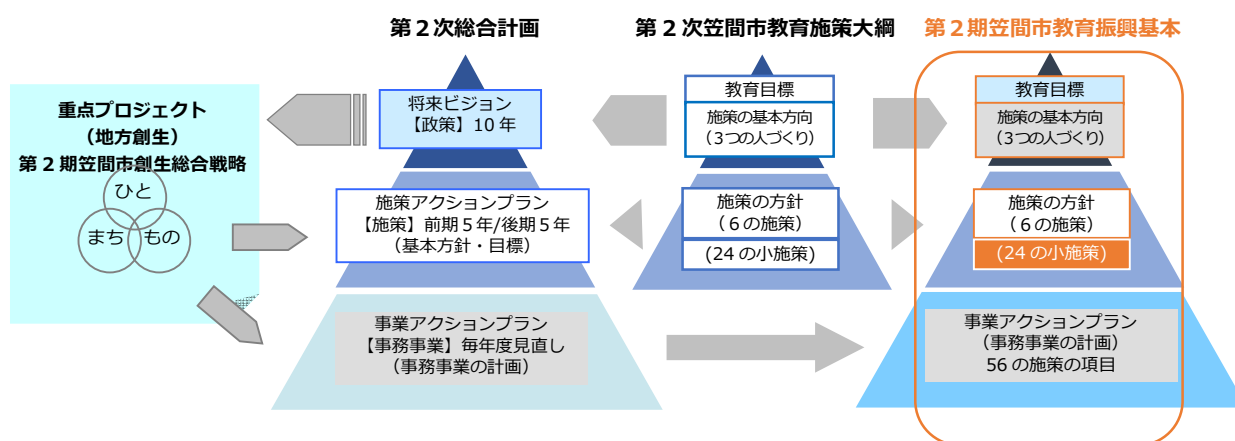 第２次総合計画
第２次笠間市教育施策大綱
第２期笠間市教育振興基本
重点プロジェクト
（地方創生）
第２期笠間市創生総合戦略
ひと
まち
もの
将来ビジョン
【政策】10 年
施策アクションプラン
【施策】前期５年/後期５年
（基本方針・目標）
事業アクションプラン
【事務事業】毎年度見直し
（事務事業の計画）
教育目標
施策の基本方向
（３つの人づくり）
施策の方針
（６の施策）
(24 の小施策)
教育目標
施策の基本方向
（３つの人づくり）
施策の方針
（６の施策）
(24 の小施策)
事業アクションプラン
（事務事業の計画）
56 の施策の項目